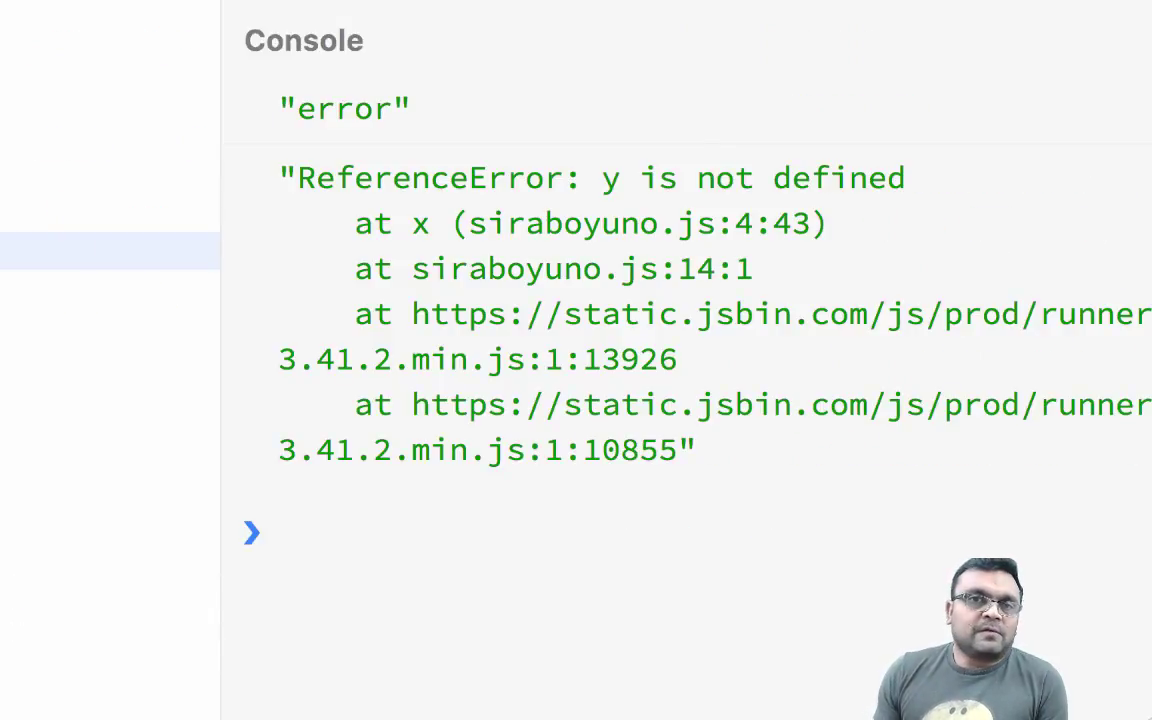 Console
"error"
"ReferenceError: y is not defined
at x (siraboyuno.js:4:43)
at siraboyuno.js:14:1
at https://static.jsbin.com/js/prod/runner
3.41.2.min.js:1:13926
at https://static.jsbin.com/js/prod/runner
3.41.2.min.js:1:10855"